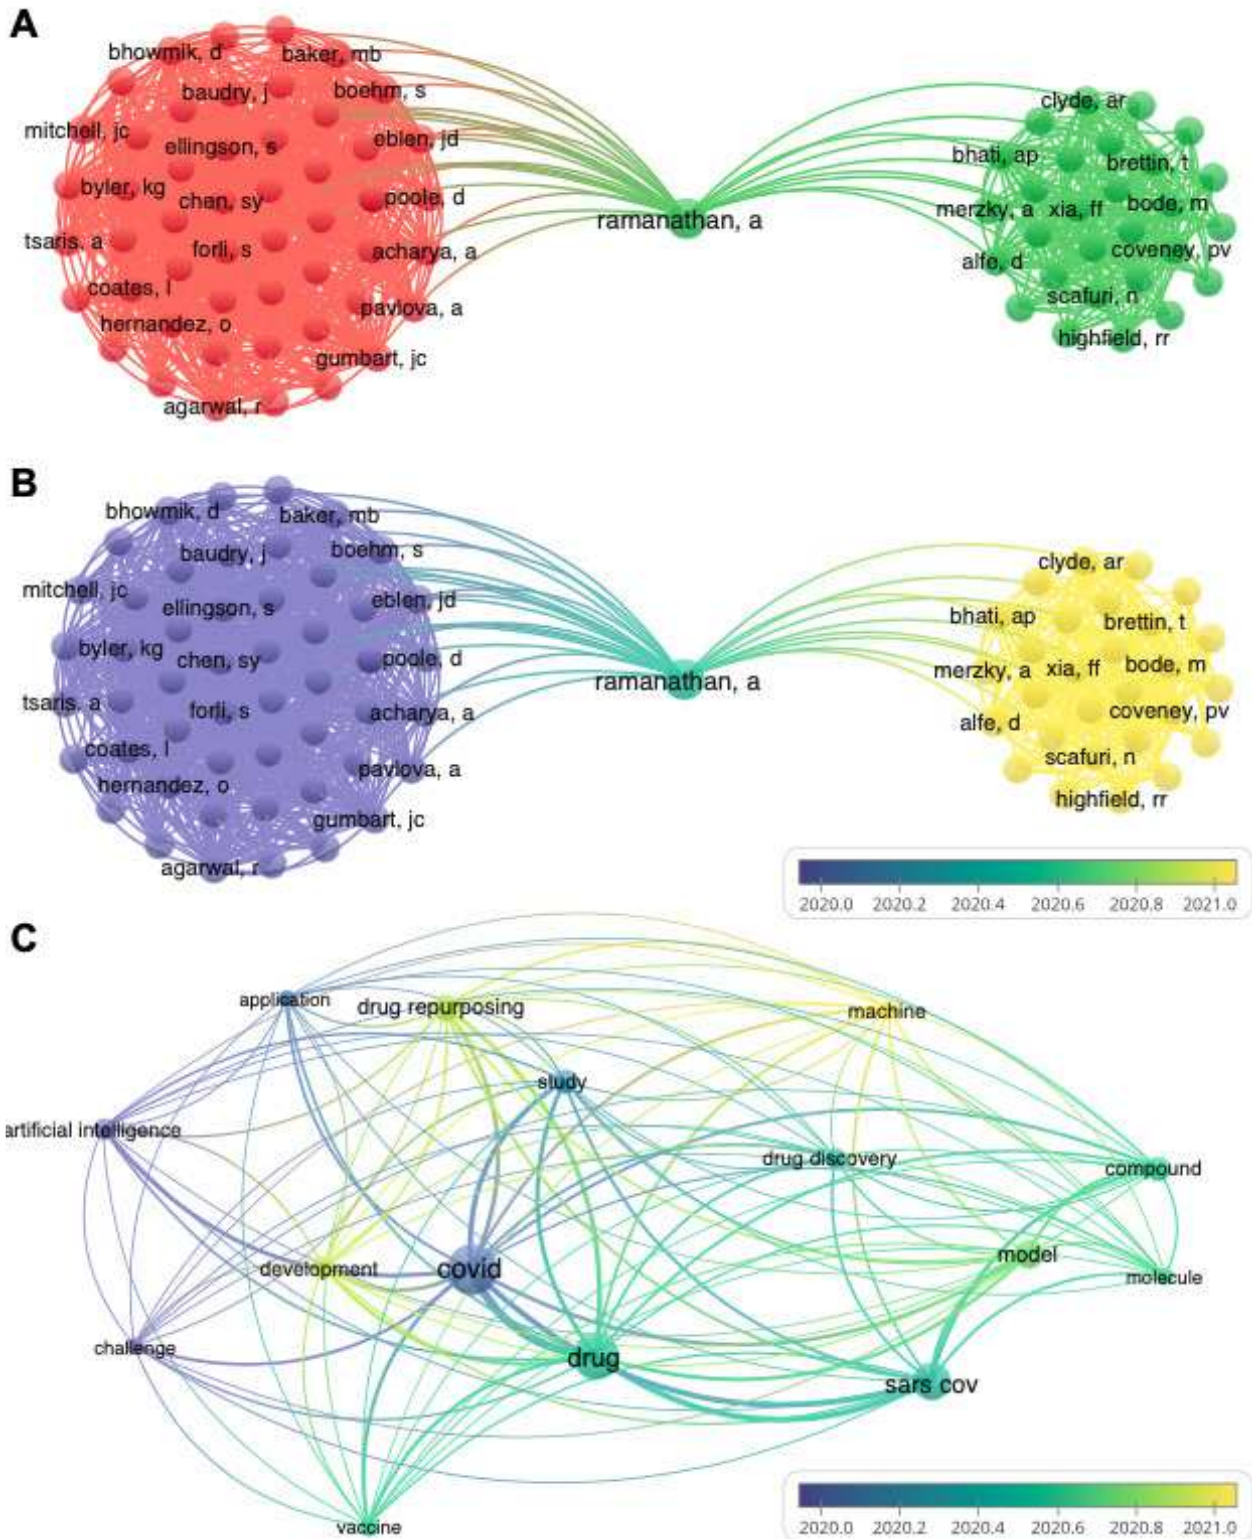 A
bhowmik, d
baker, mb
baudry, j
boehm, s
mitchell, jc
ellingson, s
eblen, jd
byler, kg
chen, sy
poole, d
tsaris, a
forli, s
acharya, a
coates, l
pavlova, a
hernandez, o
gumbart, jc
agarwal, r
ramanathan, a
clyde, ar
bhati, ap
brettin, t
merzky, a
xia, ff
bode, m
alfe, d
coveney, pv
scafuri, n
highfield, rr
B
bhowmik, d
baker, mb
baudry, j
boehm, s
mitchell, jc
ellingson, s
eblen, jd
byler, kg
chen, sy
poole, d
tsaris, a
forli, s
acharya, a
coates, l
pavlova, a
hernandez, o
gumbart, jc
agarwal, r
ramanathan, a
clyde, ar
bhati, ap
brettin, t
merzky, a
xia, ff
bode, m
alfe, d
coveney, pv
scafuri, n
highfield, rr
2020.0 2020.2 2020.4 2020.6 2020.8 2021.0
C
application
drug repurposing
machine
study
artificial intelligence
drug discovery
compound
development
covid
model
molecule
challenge
drug
sars cov
vaccine
2020.0 2020.2 2020.4 2020.6 2020.8 2021.0